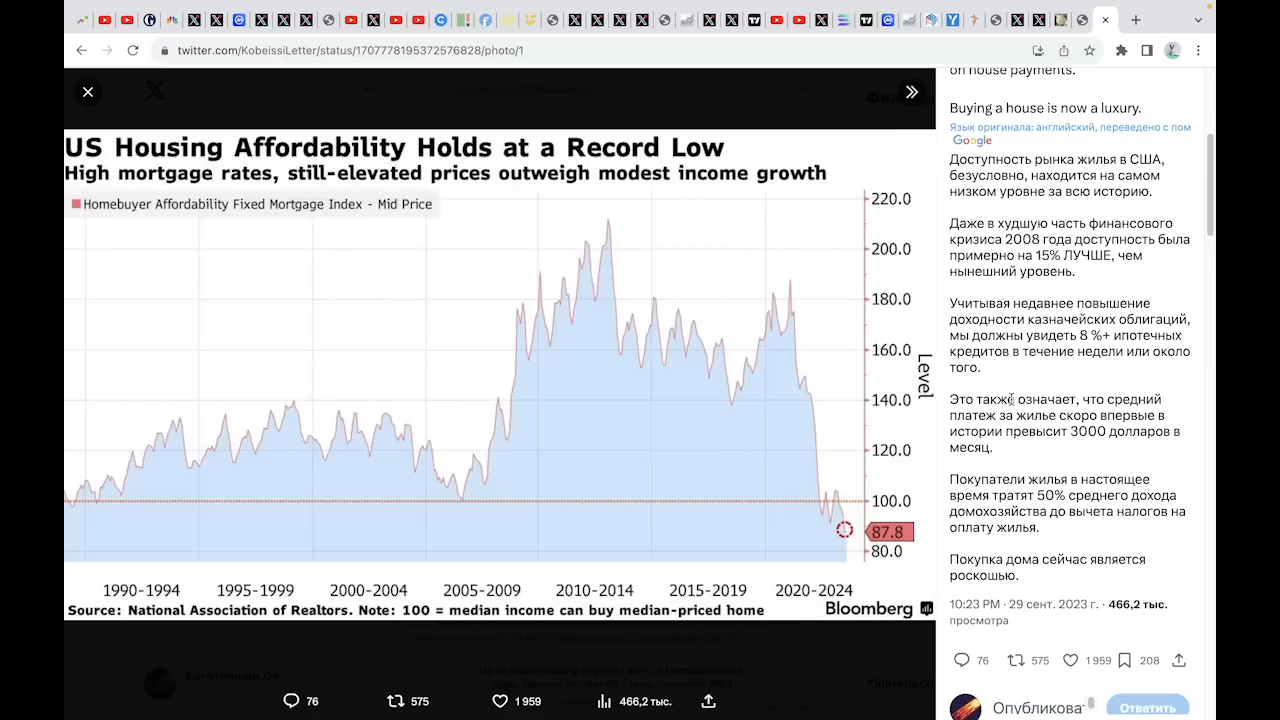 twitter.com/KobeissiLetter/status/1707778195372576828/photo/1
US Housing Affordability Holds at a Record Low
High mortgage rates, still-elevated prices outweigh modest income growth
Homebuyer Affordability Fixed Mortgage Index - Mid Price
220.0
200.0
180.0
160.0
140.0
120.0
100.0
87.8
80.0
Level
1990-1994
1995-1999
2000-2004
2005-2009
2010-2014
2015-2019
2020-2024
Source: National Association of Realtors. Note: 100 = median income can buy median-priced home
Bloomberg
76
575
1 959
466,2 тыс.
on house payments.
Buying a house is now a luxury.
Язык оригинала: английский, переведено с пом
Google
Доступность рынка жилья в США,
безусловно, находится на самом
низком уровне за всю историю.
Даже в худшую часть финансового
кризиса 2008 года доступность была
примерно на 15% ЛУЧШЕ, чем
нынешний уровень.
Учитывая недавнее повышение
доходности казначейских облигаций,
мы должны увидеть 8 %+ ипотечных
кредитов в течение недели или около
того.
Это также означает, что средний
платеж за жилье скоро впервые в
истории превысит 3000 долларов в
месяц.
Покупатели жилья в настоящее
время тратят 50% среднего дохода
домохозяйства до вычета налогов на
оплату жилья.
Покупка дома сейчас является
роскошью.
10:23 PM · 29 сент. 2023 г. · 466,2 тыс.
просмотра
76
575
1 959
208
Ответить